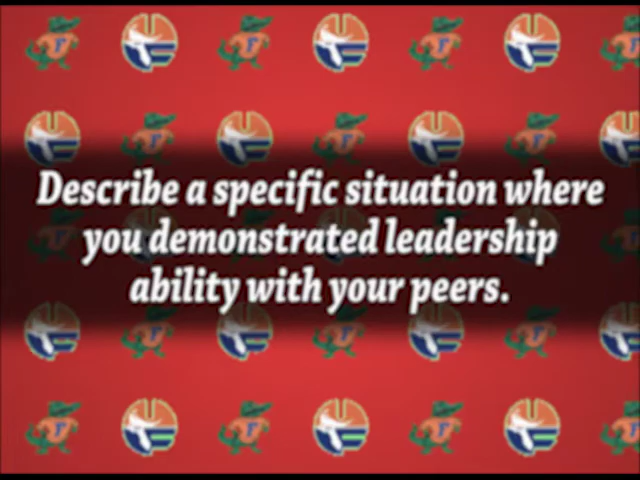 Describe a specific situation where
you demonstrated leadership
ability with your peers.